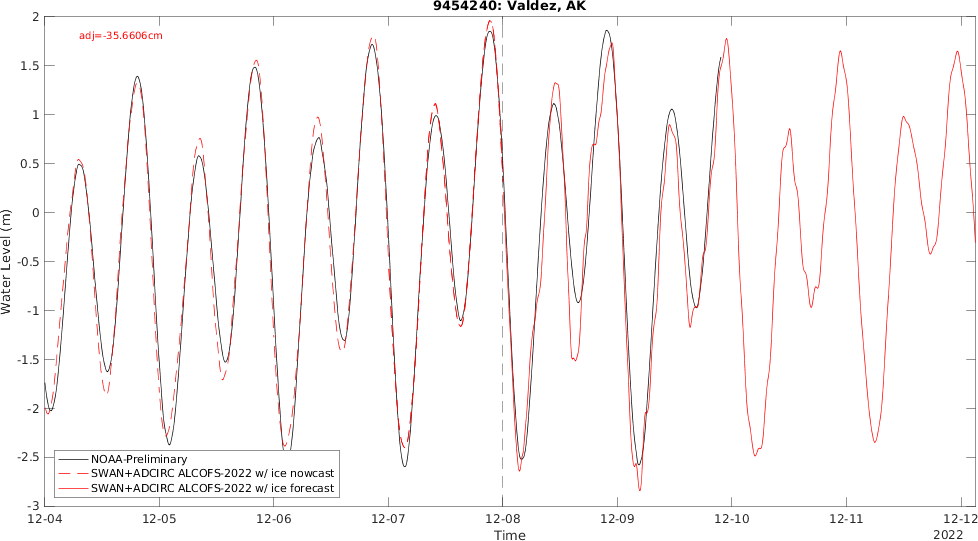 9454240: Valdez, AK
adj=-35.6606cm
2
1.5
1
0.5
0
-0.5
-1
-1.5
-2
-2.5
-3
Water Level (m)
NOAA-Preliminary
SWAN+ADCIRC ALCOFS-2022 w/ ice nowcast
SWAN+ADCIRC ALCOFS-2022 w/ ice forecast
12-04 12-05 12-06 12-07 12-08 12-09 12-10 12-11 12-12
Time
2022